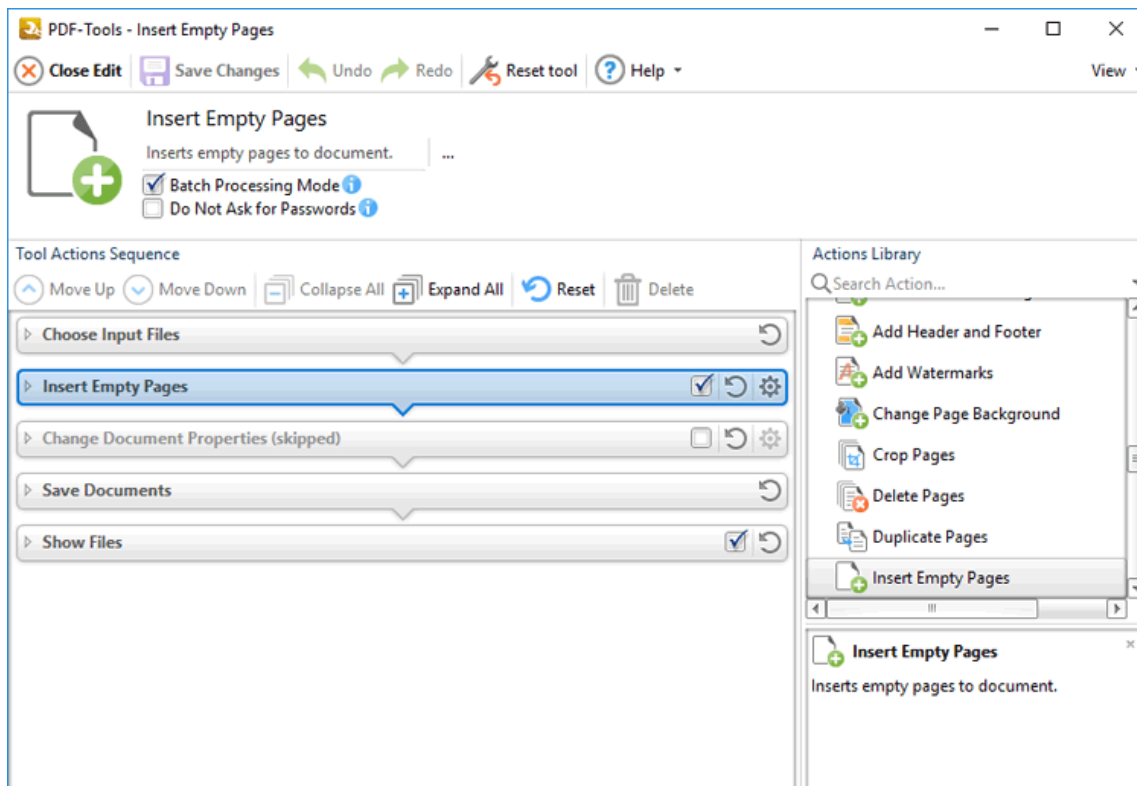 PDF-Tools - Insert Empty Pages
Close Edit Save Changes Undo Redo Reset tool Help View
Insert Empty Pages
Inserts empty pages to document. ...
Batch Processing Mode
Do Not Ask for Passwords
Tool Actions Sequence
Move Up Move Down Collapse All Expand All Reset Delete
Choose Input Files
Insert Empty Pages
Change Document Properties (skipped)
Save Documents
Show Files
Actions Library
Search Action...
Add Header and Footer
Add Watermarks
Change Page Background
Crop Pages
Delete Pages
Duplicate Pages
Insert Empty Pages
Insert Empty Pages
Inserts empty pages to document.